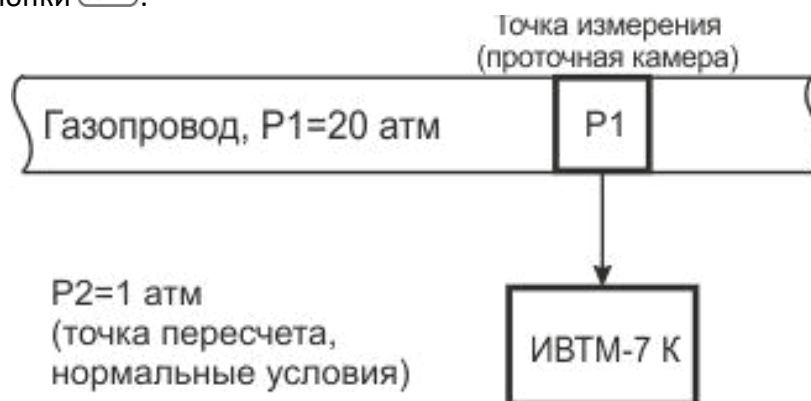 Точка измерения
(проточная камера)
Газопровод, P1=20 атм
P1
P2=1 атм
(точка пересчета,
нормальные условия)
ИВТМ-7 К